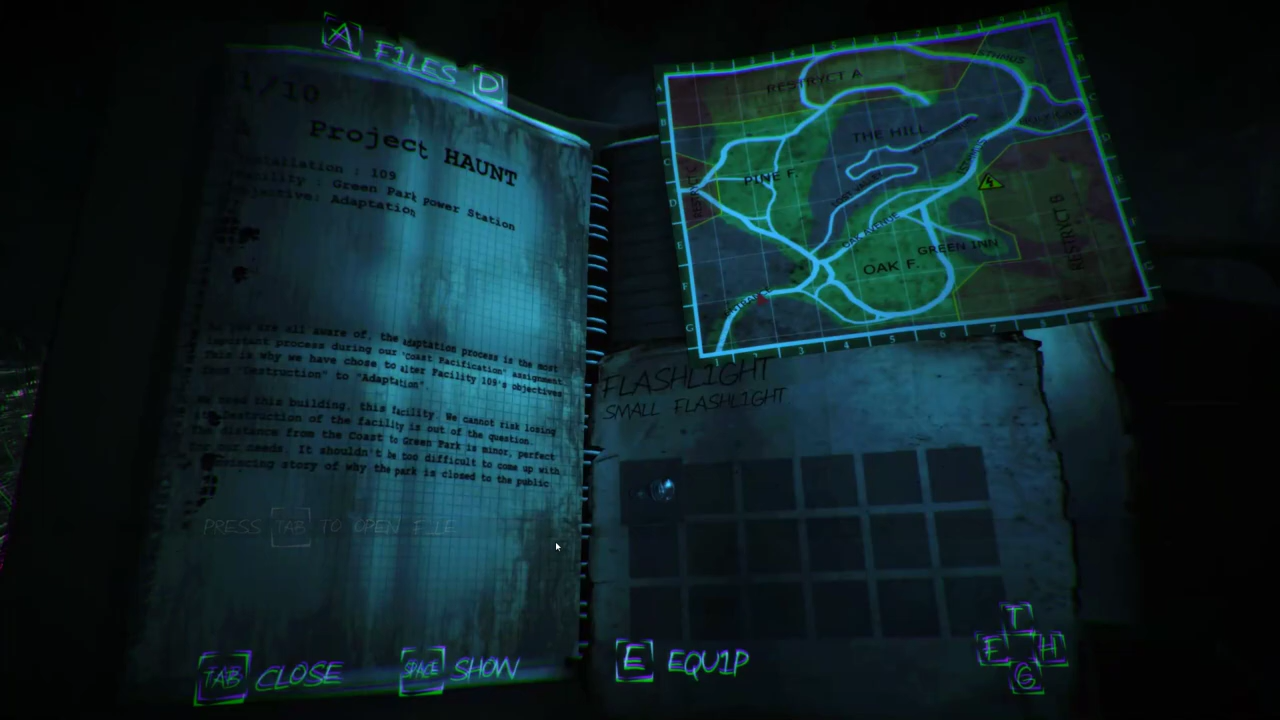 A FILES D
1/10
Project HAUNT
Installation : 109
Facility : Green Park Power Station
Objective: Adaptation
As you are all aware of, the adaptation process is the most
important process during our "Coast Pacification" assignment
This is why we have chose to alter Facility 109's objectives
from "Destruction" to "Adaptation".
We need this building, this facility. We cannot risk losing
Destruction of the facility is out of the question.
The distance from the Coast to Green Park is minor, perfect
for our needs. It shouldn't be too difficult to come up with
convincing story of why the park is closed to the public
PRESS TAB TO OPEN FILE
TAB CLOSE
SPACE SHOW
RESTRYCT A
ISTHMUS
THE HILL
PINE F.
OAK AVENUE
GREEN INN
OAK F.
RESTRYCT B
ENTRANCE
FLASHLIGHT
SMALL FLASHLIGHT
E EQUIP
T
F H
G